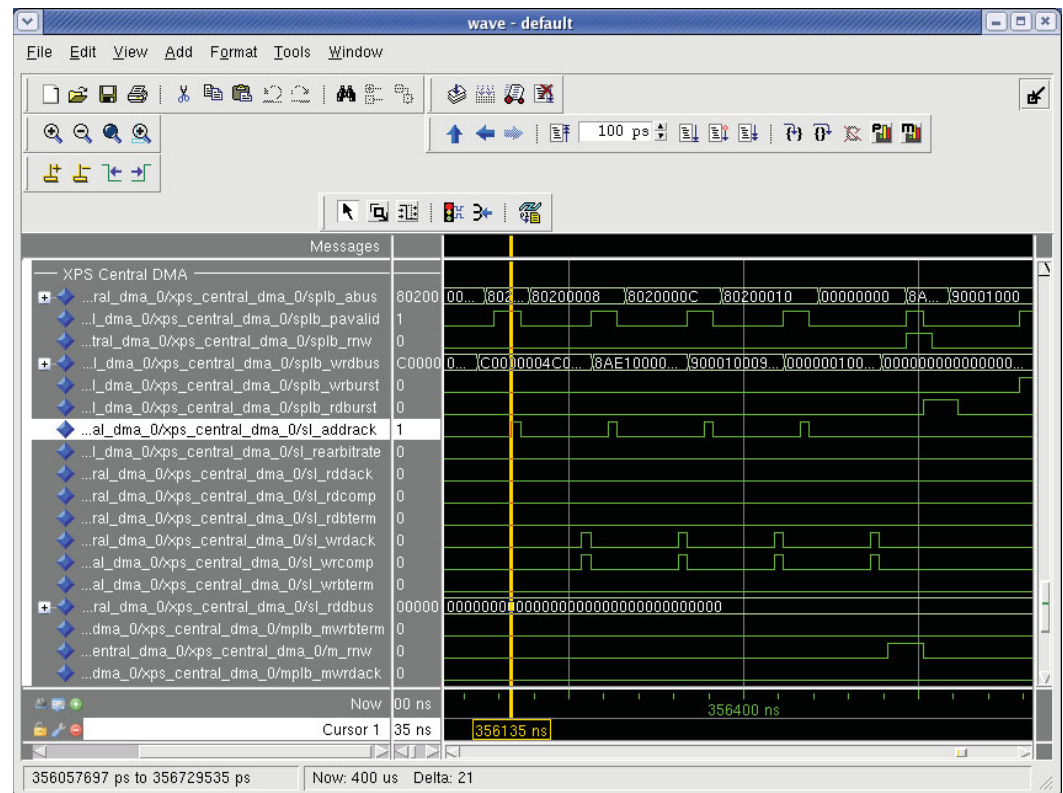 wave - default
File Edit View Add Format Tools Window
100 ps
Messages
XPS Central DMA
...ral_dma_0/xps_central_dma_0/splb_abus 80200 00... 802... 80200008 8020000C 80200010 00000000 8A... 90001000
...l_dma_0/xps_central_dma_0/splb_pavalid 1
...tral_dma_0/xps_central_dma_0/splb_rnw 0
...l_dma_0/xps_central_dma_0/splb_wrdbus C0000 0... C0000004C0... 8AE10000... 900010009... 000000100... 0000000000000000...
...l_dma_0/xps_central_dma_0/splb_wrburst 0
...l_dma_0/xps_central_dma_0/splb_rdburst 0
...al_dma_0/xps_central_dma_0/sl_addrack 1
...l_dma_0/xps_central_dma_0/sl_rearbitrate 0
...ral_dma_0/xps_central_dma_0/sl_rddack 0
...ral_dma_0/xps_central_dma_0/sl_rdcomp 0
...ral_dma_0/xps_central_dma_0/sl_rdbterm 0
...ral_dma_0/xps_central_dma_0/sl_wrdack 0
...al_dma_0/xps_central_dma_0/sl_wrcomp 0
...al_dma_0/xps_central_dma_0/sl_wrbterm 0
...ral_dma_0/xps_central_dma_0/sl_rddbus 00000 00000000000000000000000000000000
...dma_0/xps_central_dma_0/mplb_mwrbterm 0
...entral_dma_0/xps_central_dma_0/m_rnw 0
...dma_0/xps_central_dma_0/mplb_mwrdack 0
Now 00 ns 356400 ns
Cursor 1 35 ns 356135 ns
356057697 ps to 356729535 ps Now: 400 us Delta: 21